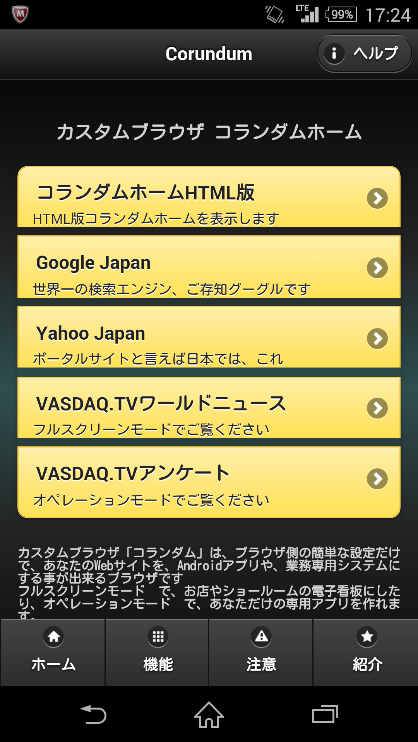 LTE 99% 17:24
Corundum
ヘルプ
カスタムブラウザ コランダムホーム
コランダムホームHTML版
HTML版コランダムホームを表示します
Google Japan
世界一の検索エンジン、ご存知グーグルです
Yahoo Japan
ポータルサイトと言えば日本では、これ
VASDAQ.TVワールドニュース
フルスクリーンモードでご覧ください
VASDAQ.TVアンケート
オペレーションモードでご覧ください
カスタムブラウザ「コランダム」は、ブラウザ側の簡単な設定だけ
で、あなたのWebサイトを、Androidアプリや、業務専用システムに
する事が出来るブラウザです
フルスクリーンモード　で、お店やショールームの電子看板にした
り、オペレーションモード　で、あなただけの専用アプリを作れま
す。
ホーム
機能
注意
紹介